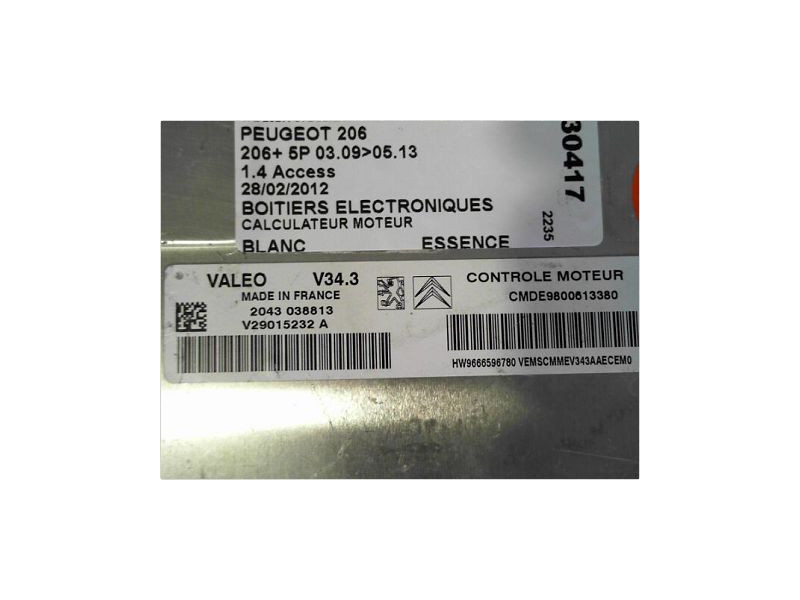 PEUGEOT 206
206+ 5P 03.09>05.13
1.4 Access
28/02/2012
BOITIERS ELECTRONIQUES
CALCULATEUR MOTEUR
BLANC ESSENCE
30417
2235
VALEO V34.3
MADE IN FRANCE
2043 038813
V29015232 A
CONTROLE MOTEUR
CMDE9800613380
HW9666596780 VEMSCMMEV343AAECEM0